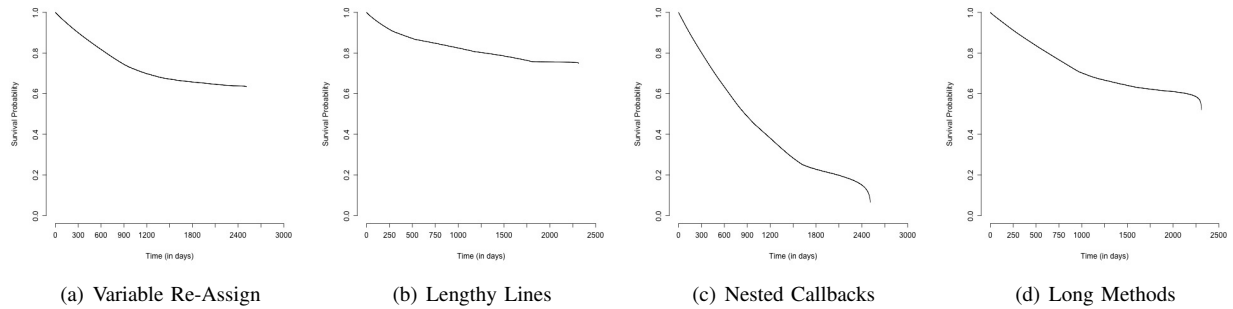 Survival Probability
0.0 0.2 0.4 0.6 0.8 1.0
0 300 600 900 1200 1800 2400 3000
Time (in days)
(a) Variable Re-Assign
Survival Probability
0.0 0.2 0.4 0.6 0.8 1.0
0 250 500 750 1000 1250 1500 1750 2000 2500
Time (in days)
(b) Lengthy Lines
Survival Probability
0.0 0.2 0.4 0.6 0.8 1.0
0 300 600 900 1200 1800 2400 3000
Time (in days)
(c) Nested Callbacks
Survival Probability
0.0 0.2 0.4 0.6 0.8 1.0
0 250 500 750 1000 1250 1500 1750 2000 2500
Time (in days)
(d) Long Methods